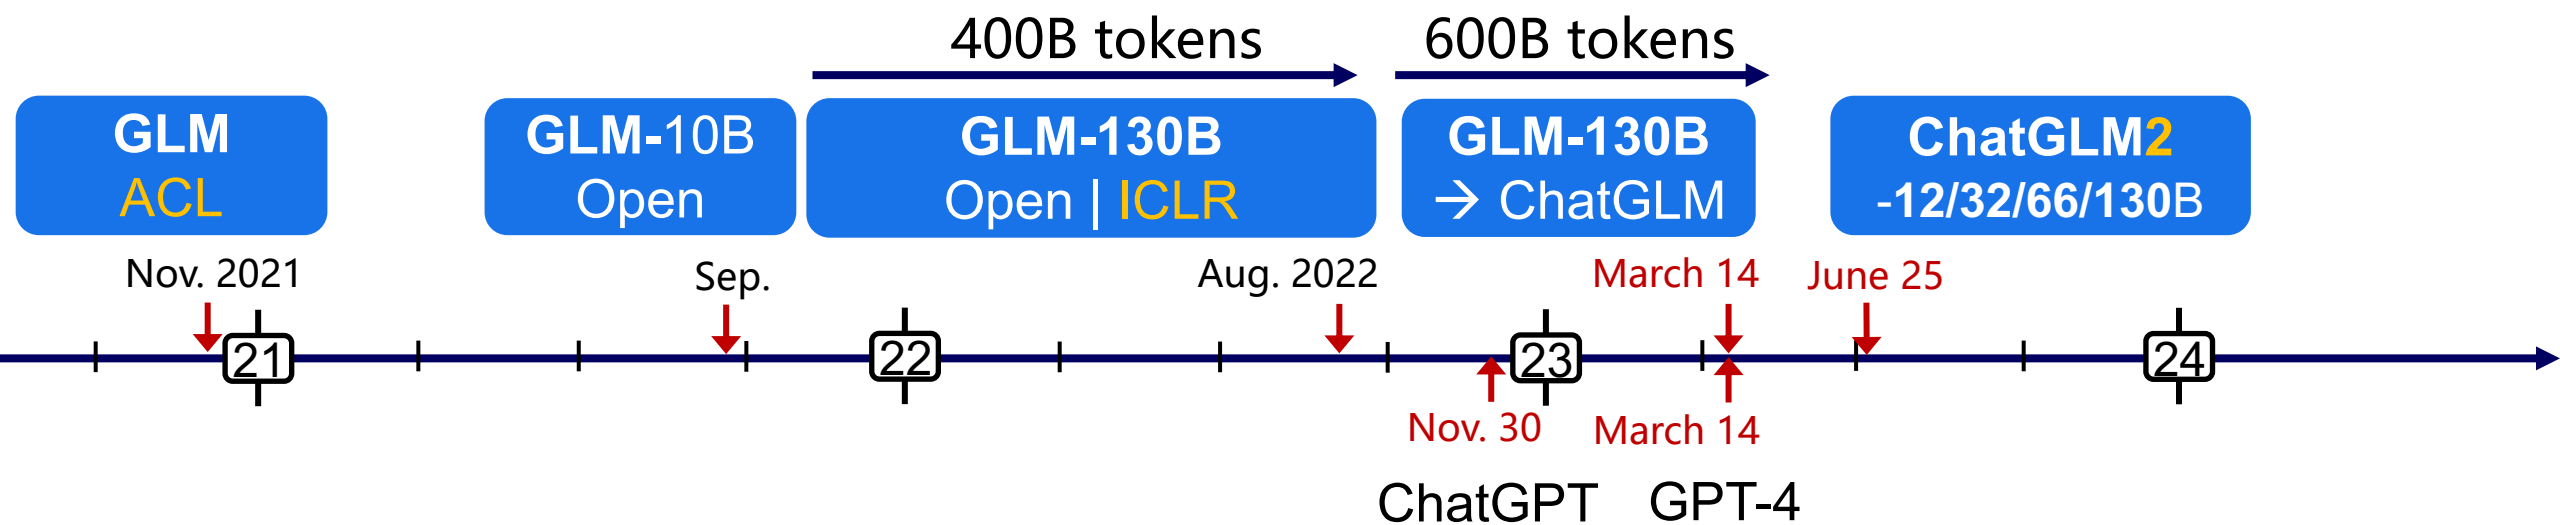 400B tokens
600B tokens
GLM
ACL
GLM-10B
Open
GLM-130B
Open | ICLR
GLM-130B
→ ChatGLM
ChatGLM2
-12/32/66/130B
Nov. 2021
Sep.
Aug. 2022
March 14
June 25
21
22
23
24
Nov. 30
March 14
ChatGPT
GPT-4